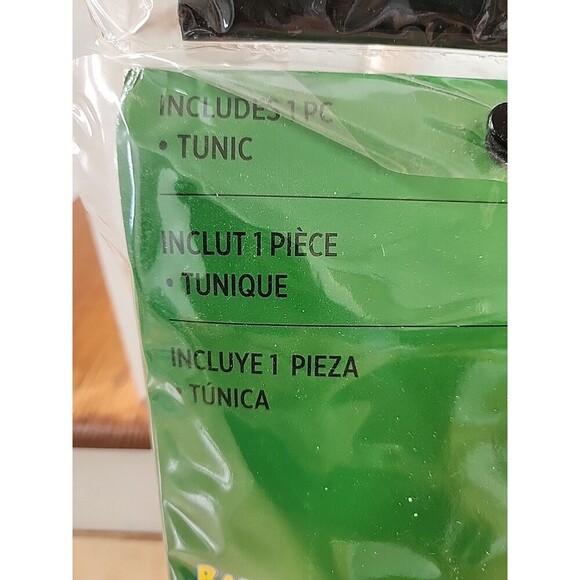 INCLUDES 1 PC
• TUNIC
INCLUT 1 PIÈCE
• TUNIQUE
INCLUYE 1 PIEZA
• TÚNICA